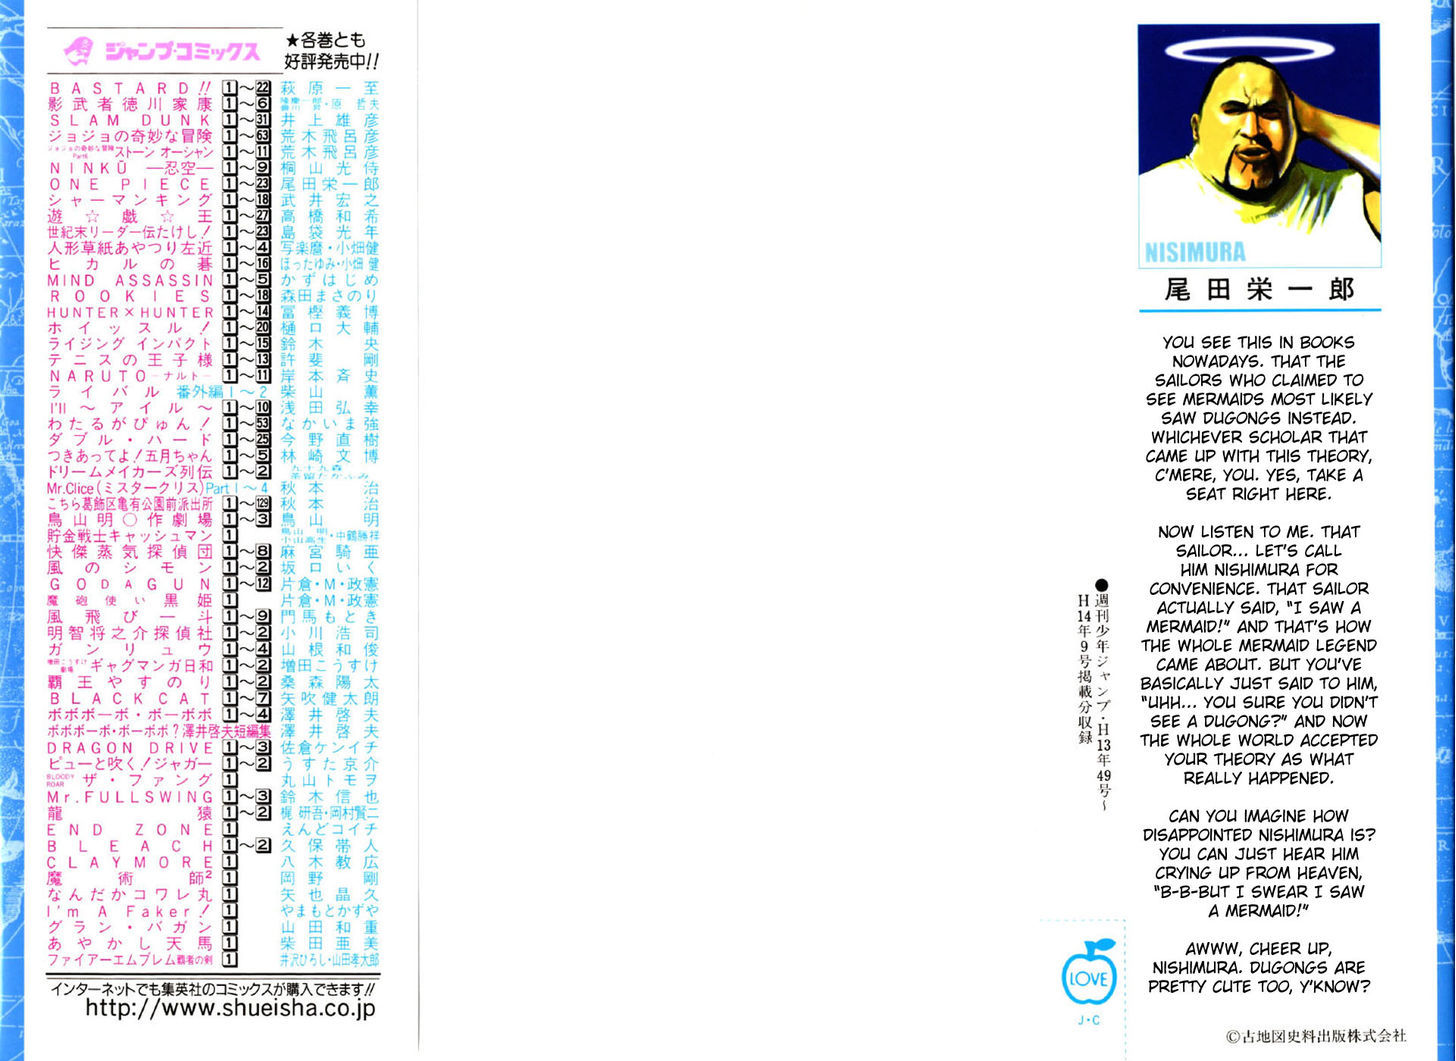 ジャンプ・コミックス
★各巻とも
好評発売中!!
BASTARD!! 1～22 萩原一至
影武者徳川家康 1～6 隆慶一郎・原 哲夫
SLAM DUNK 1～31 井上雄彦
ジョジョの奇妙な冒険 1～63 荒木飛呂彦
ジョジョの奇妙な冒険 Part6 ストーン オーシャン 1～11 荒木飛呂彦
NINKŪ —忍空— 1～9 桐山光侍
ONE PIECE 1～23 尾田栄一郎
シャーマンキング 1～18 武井宏之
遊☆戯☆王 1～27 高橋和希
世紀末リーダー伝たけし! 1～23 島袋光年
人形草紙あやつり左近 1～4 写楽麿・小畑健
ヒカルの碁 1～16 ほったゆみ・小畑 健
MIND ASSASSIN 1～5 かずはじめ
ROOKIES 1～18 森田まさのり
HUNTER×HUNTER 1～14 冨樫義博
ホイッスル! 1～20 樋口大輔
ライジング インパクト 1～15 鈴木 央
テニスの王子様 1～13 許斐 剛
NARUTO—ナルト— 1～11 岸本斉史
ライバル 番外編1～2 柴山 薫
I'll ～アイル～ 1～10 浅田弘幸
わたるがぴゅん! 1～53 なかいま強
ダブル・ハード 1～25 今野直樹
つきあってよ!五月ちゃん 1～5 林崎文博
ドリームメイカーズ列伝 1～2
Mr.Clice(ミスタークリス) Part1～4 秋本 治
こちら葛飾区亀有公園前派出所 1～129 秋本 治
鳥山明○作劇場 1～3 鳥山 明
貯金戦士キャッシュマン 1 鳥山 明 小山高生・中鶴勝祥
快傑蒸気探偵団 1～8 麻宮騎亜
風のシモン 1～2 坂口いく
GODAGUN 1～12 片倉・M・政憲
魔砲使い黒姫 1 片倉・M・政憲
風飛び一斗 1～9 門馬もとき
明智将之介探偵社 1～2 小川浩司
ガンリュウ 1～4 山根和俊
増田こうすけ劇場 ギャグマンガ日和 1～2 増田こうすけ
覇王やすのり 1～2 桑森陽太
BLACK CAT 1～7 矢吹健太朗
ボボボーボ・ボーボボ 1～4 澤井啓夫
ボボボーボ・ボーボボ?澤井啓夫短編集 澤井啓夫
DRAGON DRIVE 1～3 佐倉ケンイチ
ピューと吹く!ジャガー 1～2 うすた京介
BLOODY ROAR ザ・ファング 1 丸山トモヲ
Mr.FULLSWING 1～3 鈴木信也
龍猿 1～2 梶 研吾・岡村賢二
END ZONE 1 えんどコイチ
BLEACH 1～2 久保帯人
CLAYMORE 1 八木教広
魔術師² 1 岡野 剛
なんだかコワレ丸 1 矢也晶久
I'm A Faker! 1 やまもとかずや
グラン・バガン 1 山田和重
あやかし天馬 1 柴田亜美
ファイアーエムブレム覇者の剣 1 井沢ひろし・山田孝太郎
インターネットでも集英社のコミックスが購入できます!!
http://www.shueisha.co.jp
●週刊少年ジャンプ・H13年49号～
H14年9号掲載分収録
LOVE
J・C
NISIMURA
尾田栄一郎
YOU SEE THIS IN BOOKS
NOWADAYS. THAT THE
SAILORS WHO CLAIMED TO
SEE MERMAIDS MOST LIKELY
SAW DUGONGS INSTEAD.
WHICHEVER SCHOLAR THAT
CAME UP WITH THIS THEORY,
C'MERE, YOU. YES, TAKE A
SEAT RIGHT HERE.
NOW LISTEN TO ME. THAT
SAILOR... LET'S CALL
HIM NISHIMURA FOR
CONVENIENCE. THAT SAILOR
ACTUALLY SAID, "I SAW A
MERMAID!" AND THAT'S HOW
THE WHOLE MERMAID LEGEND
CAME ABOUT. BUT YOU'VE
BASICALLY JUST SAID TO HIM,
"UHH... YOU SURE YOU DIDN'T
SEE A DUGONG?" AND NOW
THE WHOLE WORLD ACCEPTED
YOUR THEORY AS WHAT
REALLY HAPPENED.
CAN YOU IMAGINE HOW
DISAPPOINTED NISHIMURA IS?
YOU CAN JUST HEAR HIM
CRYING UP FROM HEAVEN,
"B-B-BUT I SWEAR I SAW
A MERMAID!"
AWWW, CHEER UP,
NISHIMURA. DUGONGS ARE
PRETTY CUTE TOO, Y'KNOW?
©古地図史料出版株式会社